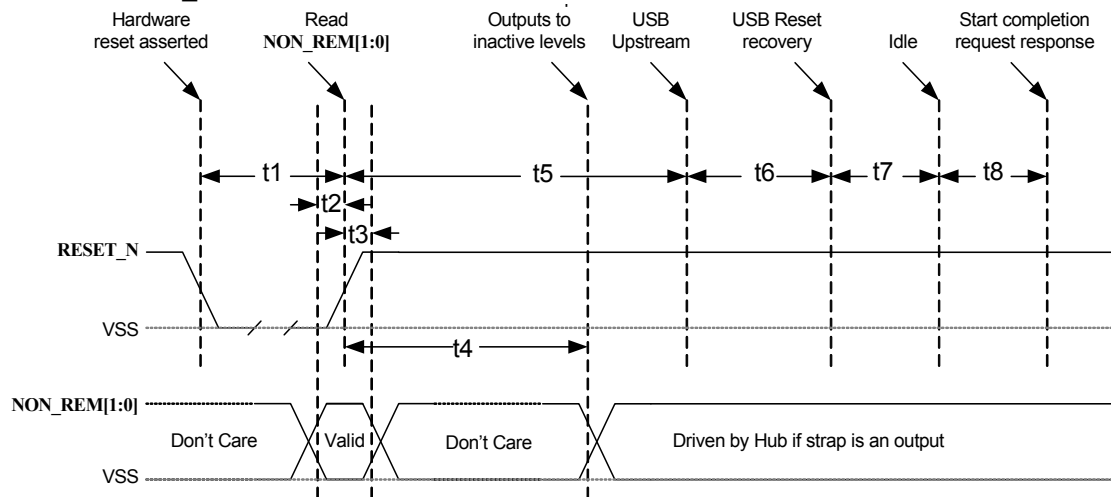 Hardware
reset asserted
Read
NON_REM[1:0]
Outputs to
inactive levels
USB
Upstream
USB Reset
recovery
Idle
Start completion
request response
t1
t5
t6
t7
t8
t2
t3
RESET_N
VSS
t4
NON_REM[1:0]
Don't Care
Valid
Don't Care
Driven by Hub if strap is an output
VSS